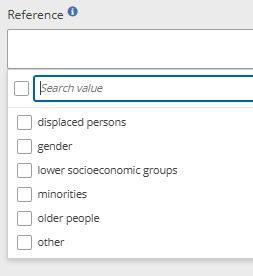 Reference
Search value
displaced persons
gender
lower socioeconomic groups
minorities
older people
other